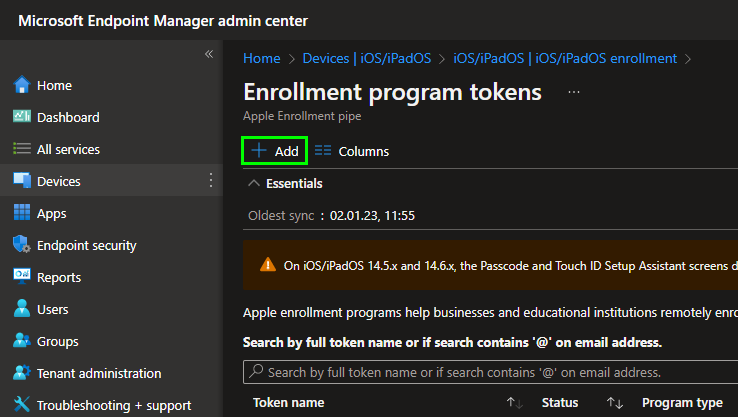 Microsoft Endpoint Manager admin center
«
Home
Dashboard
All services
Devices
Apps
Endpoint security
Reports
Users
Groups
Tenant administration
Troubleshooting + support
Home > Devices | iOS/iPadOS > iOS/iPadOS | iOS/iPadOS enrollment >
Enrollment program tokens ...
Apple Enrollment pipe
+ Add Columns
Essentials
Oldest sync : 02.01.23, 11:55
On iOS/iPadOS 14.5.x and 14.6.x, the Passcode and Touch ID Setup Assistant screens d
Apple enrollment programs help businesses and educational institutions remotely enro
Search by full token name or if search contains '@' on email address.
Search by full token name or if search contains '@' on email address.
Token name ↑↓ Status ↑↓ Program type